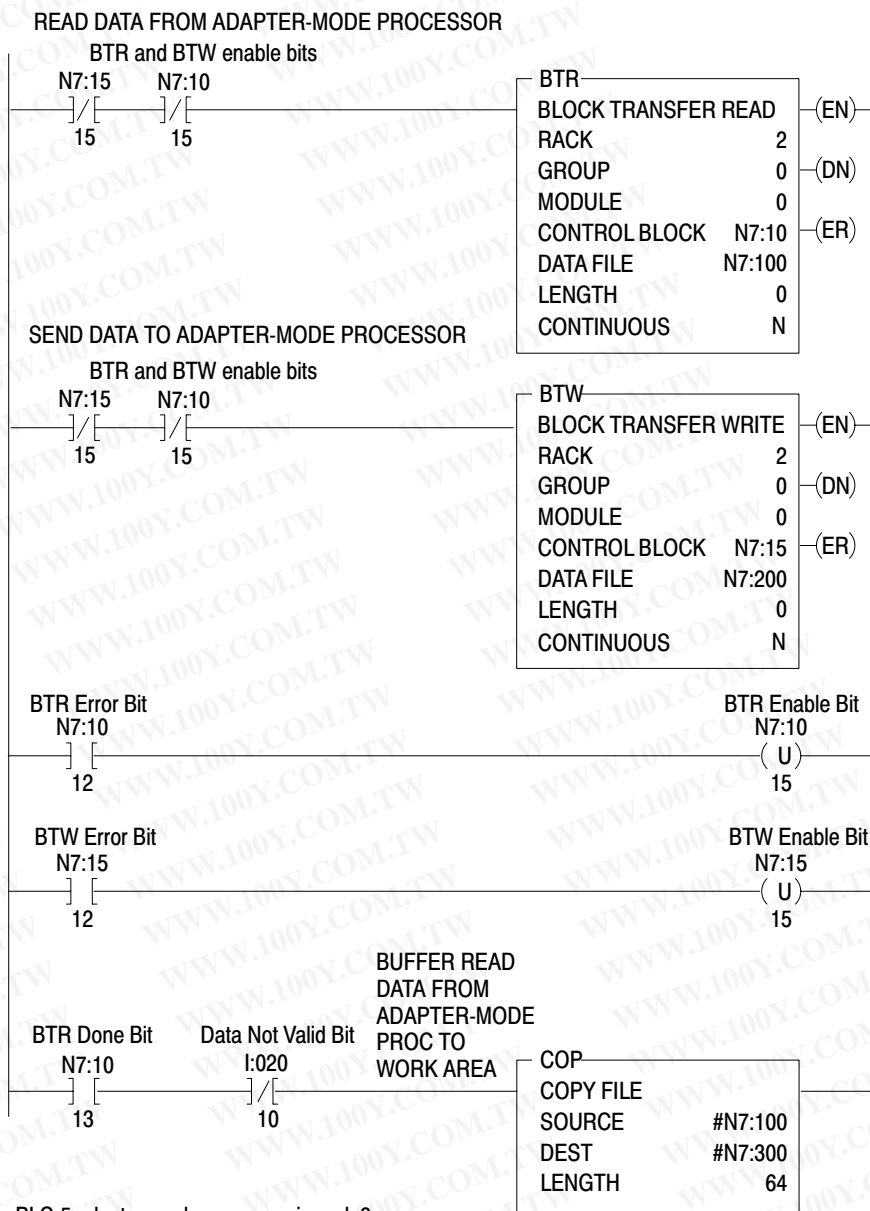 READ DATA FROM ADAPTER-MODE PROCESSOR
BTR and BTW enable bits
N7:15 N7:10
15 15
BTR
BLOCK TRANSFER READ (EN)
RACK 2
GROUP 0 (DN)
MODULE 0
CONTROL BLOCK N7:10 (ER)
DATA FILE N7:100
LENGTH 0
CONTINUOUS N
SEND DATA TO ADAPTER-MODE PROCESSOR
BTR and BTW enable bits
N7:15 N7:10
15 15
BTW
BLOCK TRANSFER WRITE (EN)
RACK 2
GROUP 0 (DN)
MODULE 0
CONTROL BLOCK N7:15 (ER)
DATA FILE N7:200
LENGTH 0
CONTINUOUS N
BTR Error Bit BTR Enable Bit
N7:10 N7:10
(U)
12 15
BTW Error Bit BTW Enable Bit
N7:15 N7:15
(U)
12 15
BUFFER READ
DATA FROM
ADAPTER-MODE
PROC TO
WORK AREA
BTR Done Bit Data Not Valid Bit
N7:10 I:020
13 10
COP
COPY FILE
SOURCE #N7:100
DEST #N7:300
LENGTH 64
WWW.100Y.COM.TW